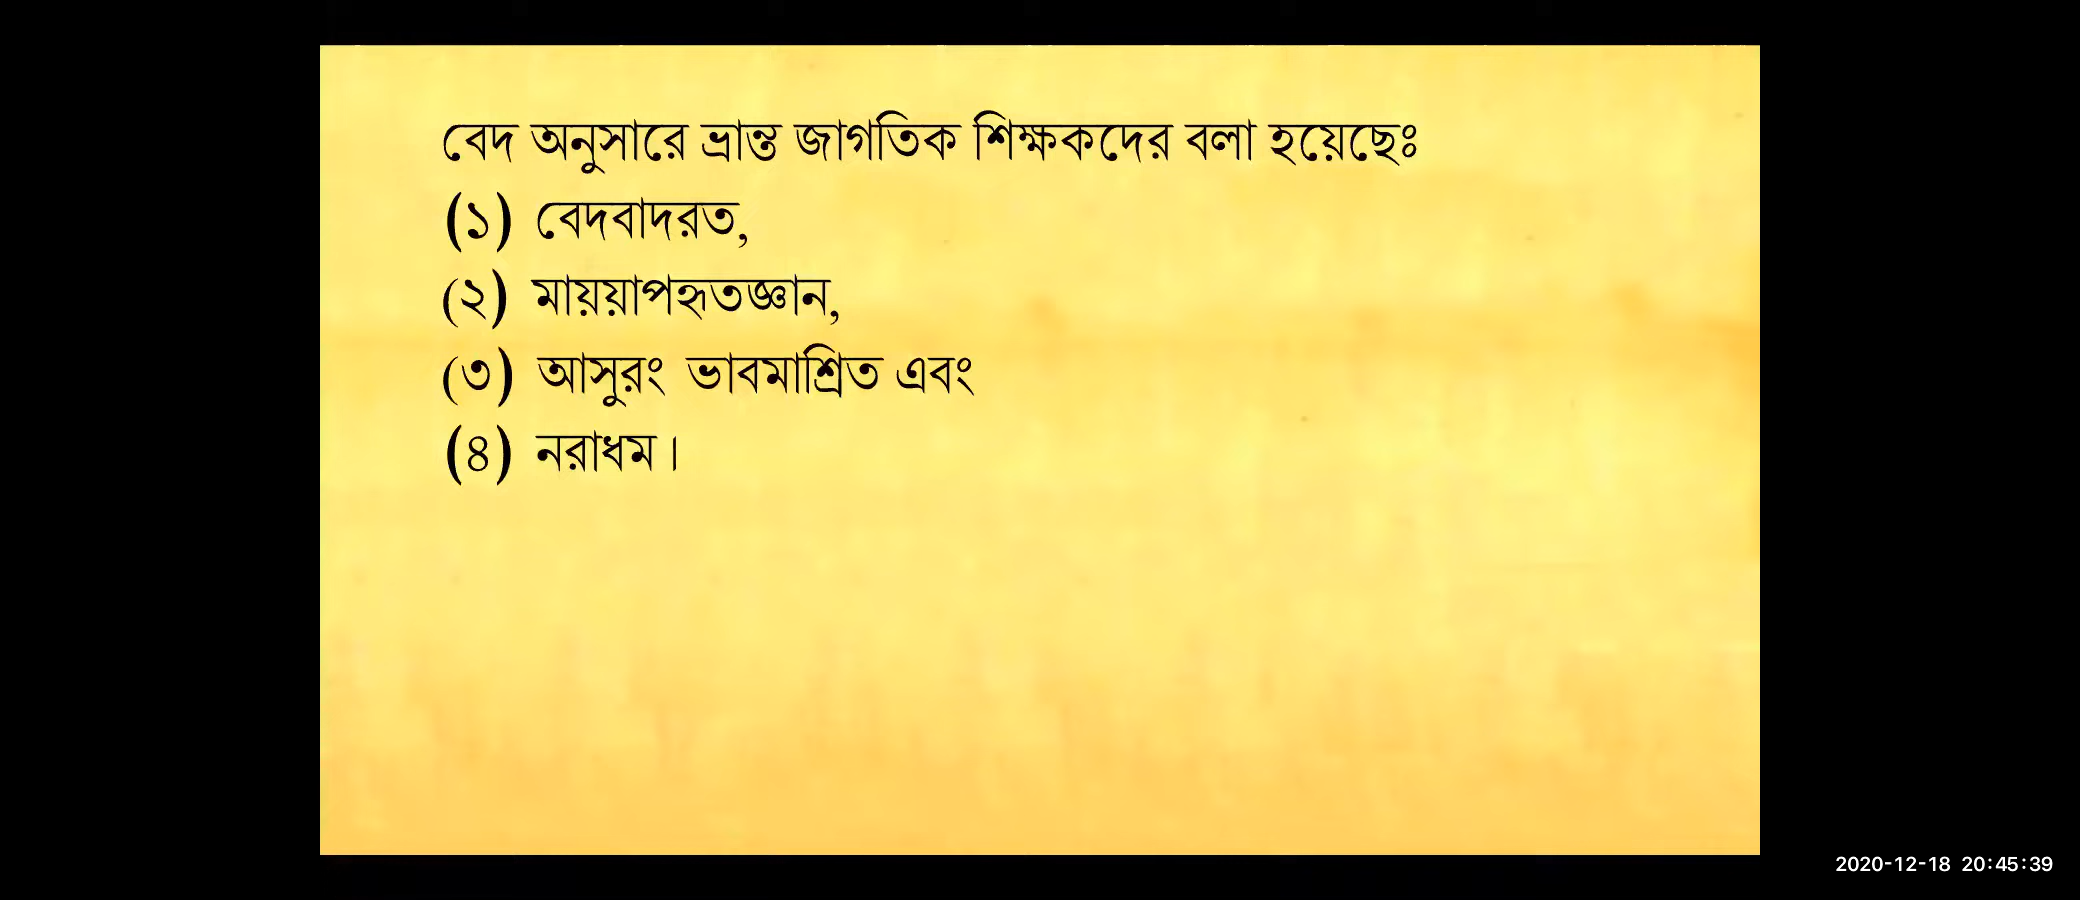 বেদ অনুসারে ভ্রান্ত জাগতিক শিক্ষকদের বলা হয়েছেঃ
(১) বেদবাদরত,
(২) মায়য়াপহৃতজ্ঞান,
(৩) আসুরং ভাবমাশ্রিত এবং
(৪) নরাধম।
2020-12-18 20:45:39